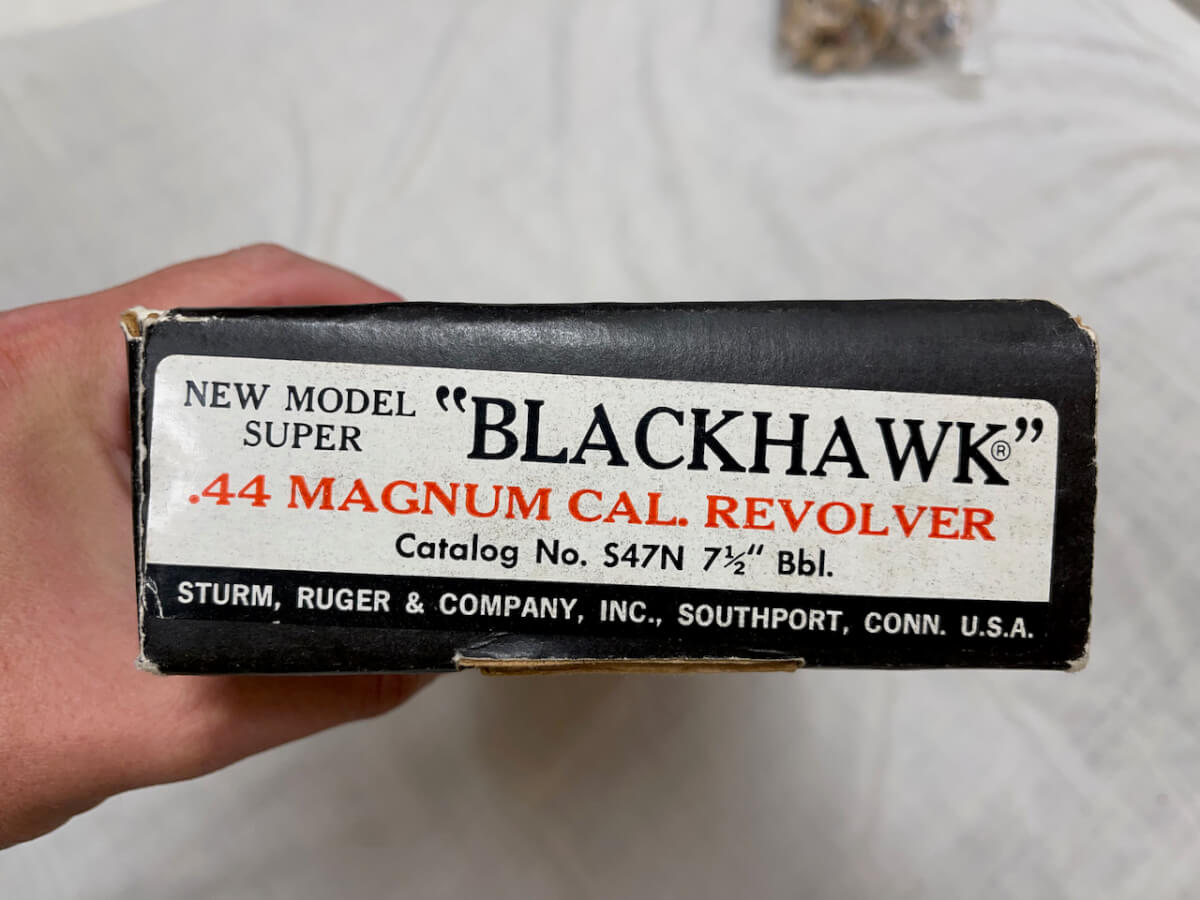 NEW MODEL SUPER "BLACKHAWK®"
.44 MAGNUM CAL. REVOLVER
Catalog No. S47N 7½" Bbl.
STURM, RUGER & COMPANY, INC., SOUTHPORT, CONN. U.S.A.